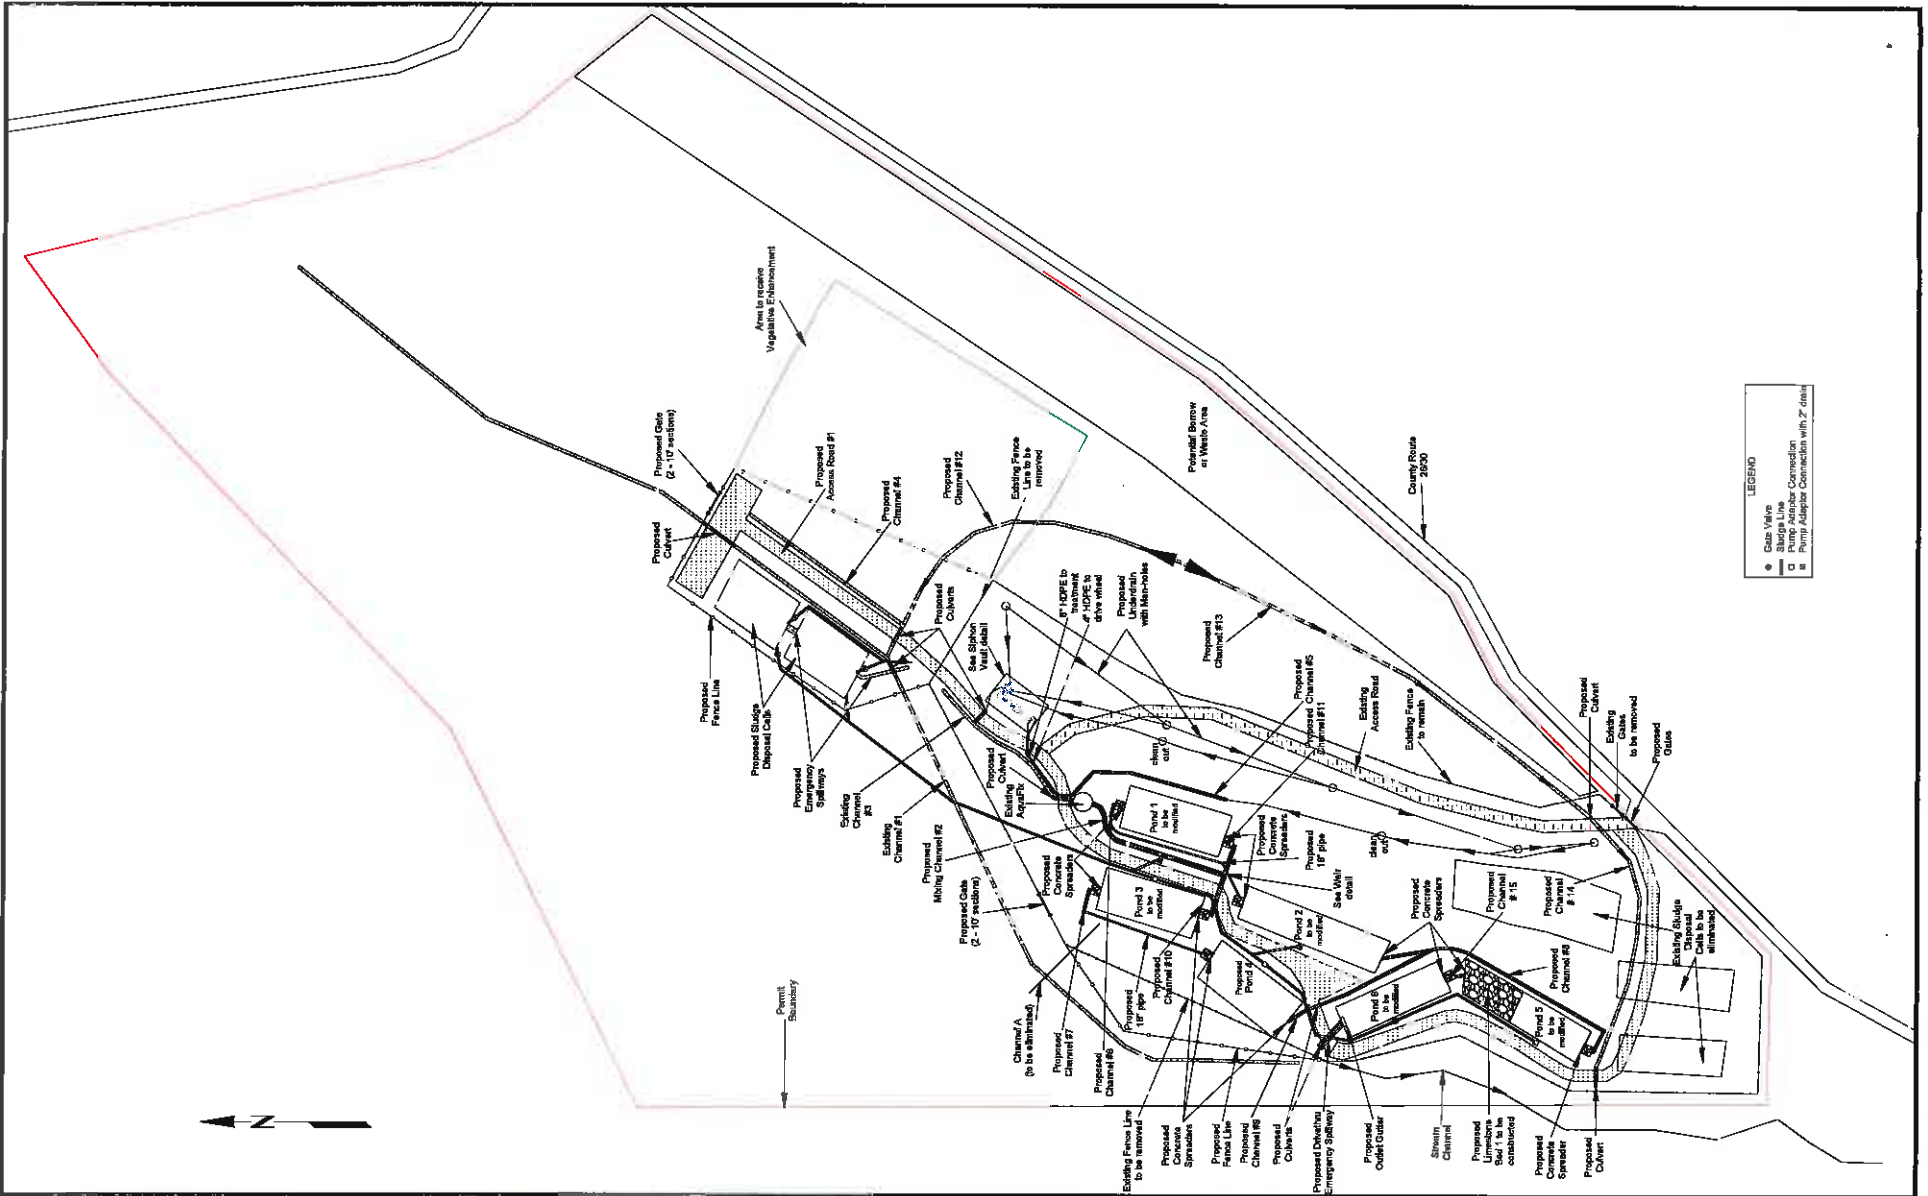 Area to receive
Vegetative Enhancement
Proposed Gate
(2 - 10' sections)
Proposed
Access Road #1
Proposed
Channel #4
Proposed
Channel #12
Existing Fence
Line to be
removed
Proposed
Culvert
Potential Borrow
or Waste Area
County Route
26/30
LEGEND
Gate Valve
Sludge Line
Pump Adaptor Connection
Pump Adaptor Connection with 2" drain
Proposed
Culverts
See Siphon
Vault detail
6" HDPE to
treatment
4" HDPE to
drive wheel
Proposed
Underdrain
with Man-holes
Proposed
Channel #13
Proposed
Fence Line
Proposed Sludge
Disposal Cells
Proposed
Emergency
Spillways
Existing
Channel
#3
Existing
Channel #1
Proposed
Mixing Channel #2
Proposed Gate
(2 - 10' sections)
Proposed
Culvert
Existing
AquaFix
clean
out
Proposed Channel #5
Proposed
Channel #11
Existing
Access Road
Existing Fence
to remain
Proposed
Culvert
Existing
Gates
to be removed
Proposed
Gates
Pond 1
to be
modified
Proposed
Concrete
Spreaders
Proposed
Concrete
Spreaders
Proposed
18" pipe
clean
out
See Weir
detail
Pond 3
to be
modified
Pond 2
to be
modified
Proposed
Concrete
Spreaders
Proposed
Channel
# 15
Proposed
Channel
# 14
Channel A
(to be eliminated)
Proposed
Channel #7
Proposed
Channel #6
Proposed
18" pipe
Proposed
Channel #10
Proposed
Pond 4
Pond 6
to be
modified
Proposed
Channel #8
Pond 5
to be
modified
Existing Sludge
Disposal
Cells to be
eliminated
Permit
Boundary
N
Existing Fence Line
to be removed
Proposed
Concrete
Spreaders
Proposed
Fence Line
Proposed
Channel #9
Proposed
Culverts
Proposed Drivethru
Emergency Spillway
Proposed
Outlet Gutter
Stream
Channel
Proposed
Limestone
Bed 1 to be
constructed
Proposed
Concrete
Spreader
Proposed
Culvert